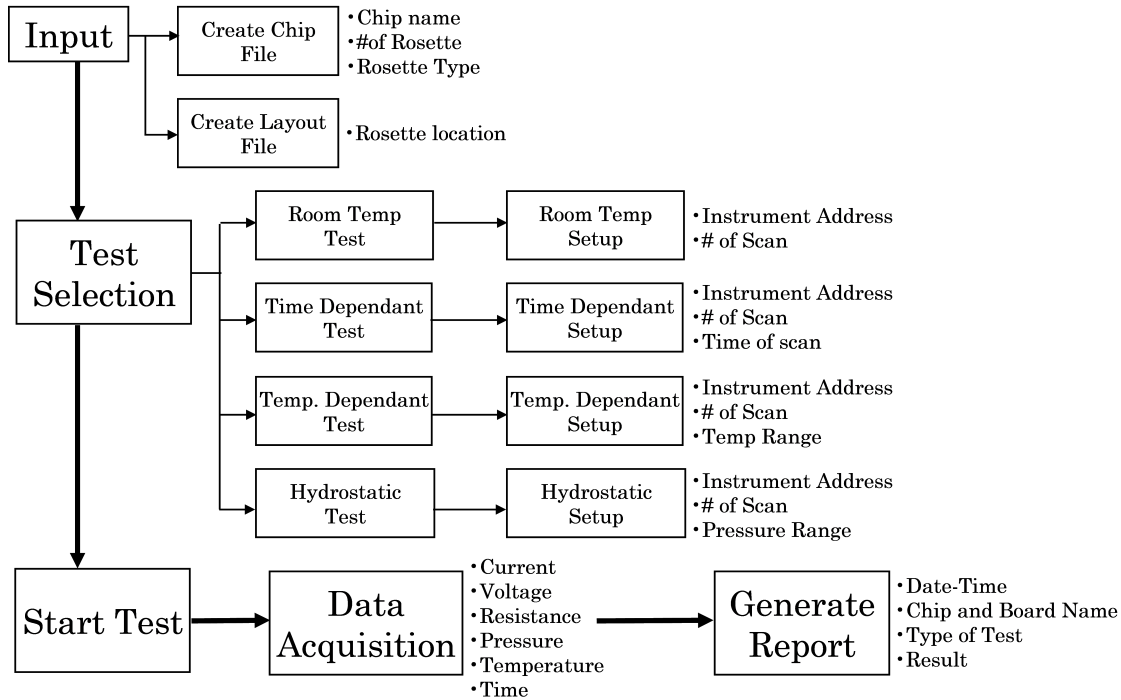 Input
Create Chip
File
・Chip name
・#of Rosette
・Rosette Type
Create Layout
File
・Rosette location
Test
Selection
Room Temp
Test
Room Temp
Setup
・Instrument Address
・# of Scan
Time Dependant
Test
Time Dependant
Setup
・Instrument Address
・# of Scan
・Time of scan
Temp. Dependant
Test
Temp. Dependant
Setup
・Instrument Address
・# of Scan
・Temp Range
Hydrostatic
Test
Hydrostatic
Setup
・Instrument Address
・# of Scan
・Pressure Range
Start Test
Data
Acquisition
・Current
・Voltage
・Resistance
・Pressure
・Temperature
・Time
Generate
Report
・Date-Time
・Chip and Board Name
・Type of Test
・Result